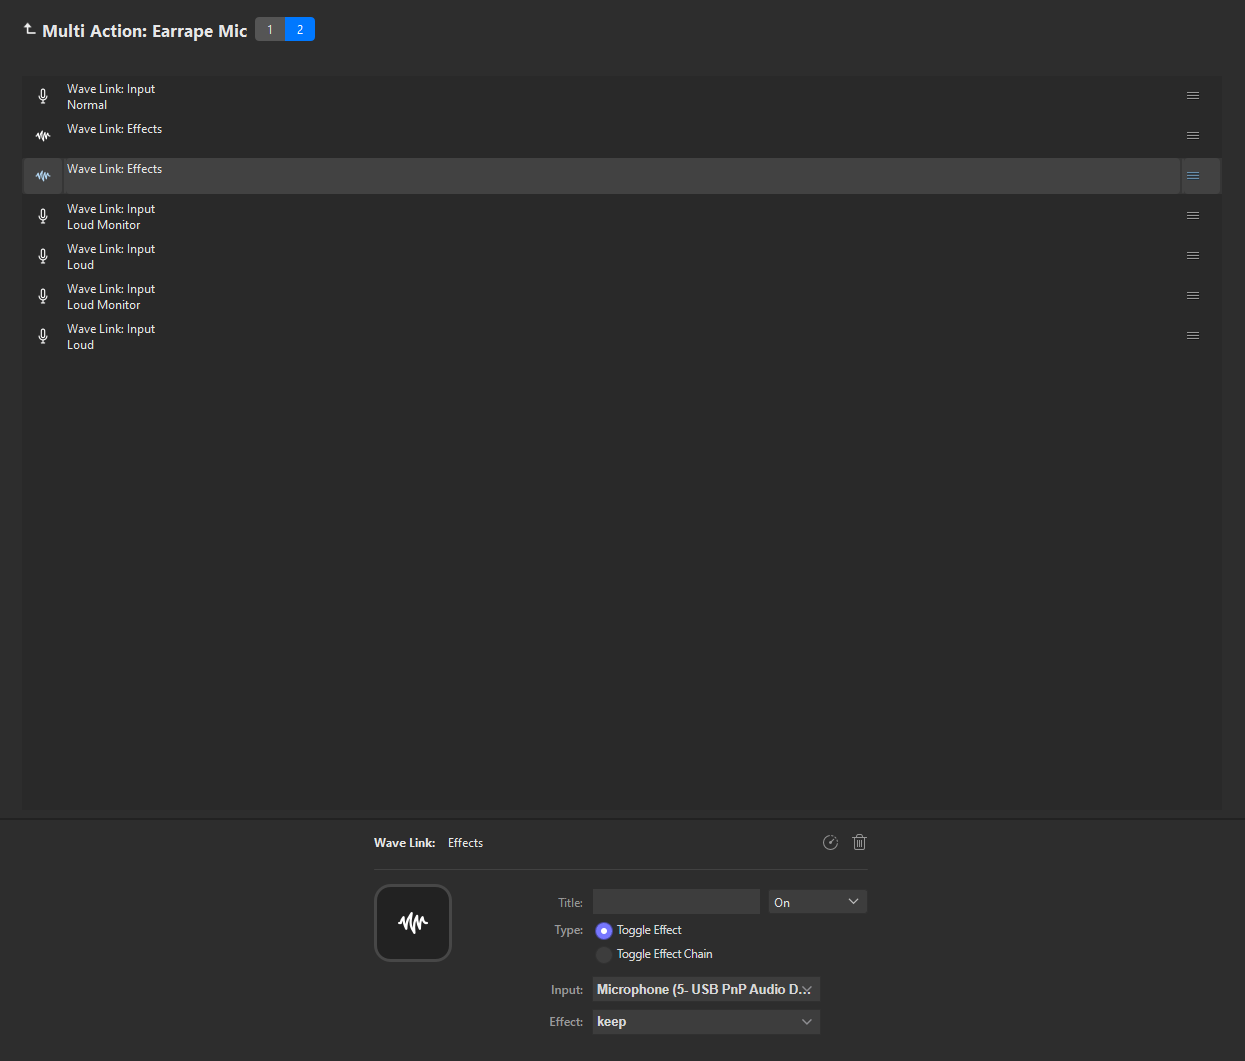 Multi Action: Earrape Mic 1 2
Wave Link: Input
Normal
Wave Link: Effects
Wave Link: Effects
Wave Link: Input
Loud Monitor
Wave Link: Input
Loud
Wave Link: Input
Loud Monitor
Wave Link: Input
Loud
Wave Link: Effects
Title: On
Type: Toggle Effect
Toggle Effect Chain
Input: Microphone (5- USB PnP Audio D...
Effect: keep